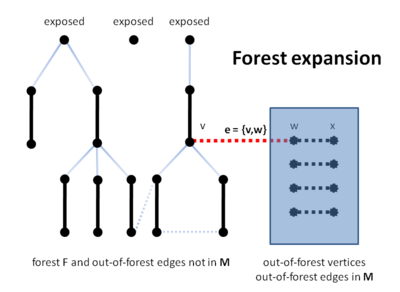 exposed exposed exposed
Forest expansion
v e = {v,w} w x
forest F and out-of-forest edges not in M
out-of-forest vertices
out-of-forest edges in M